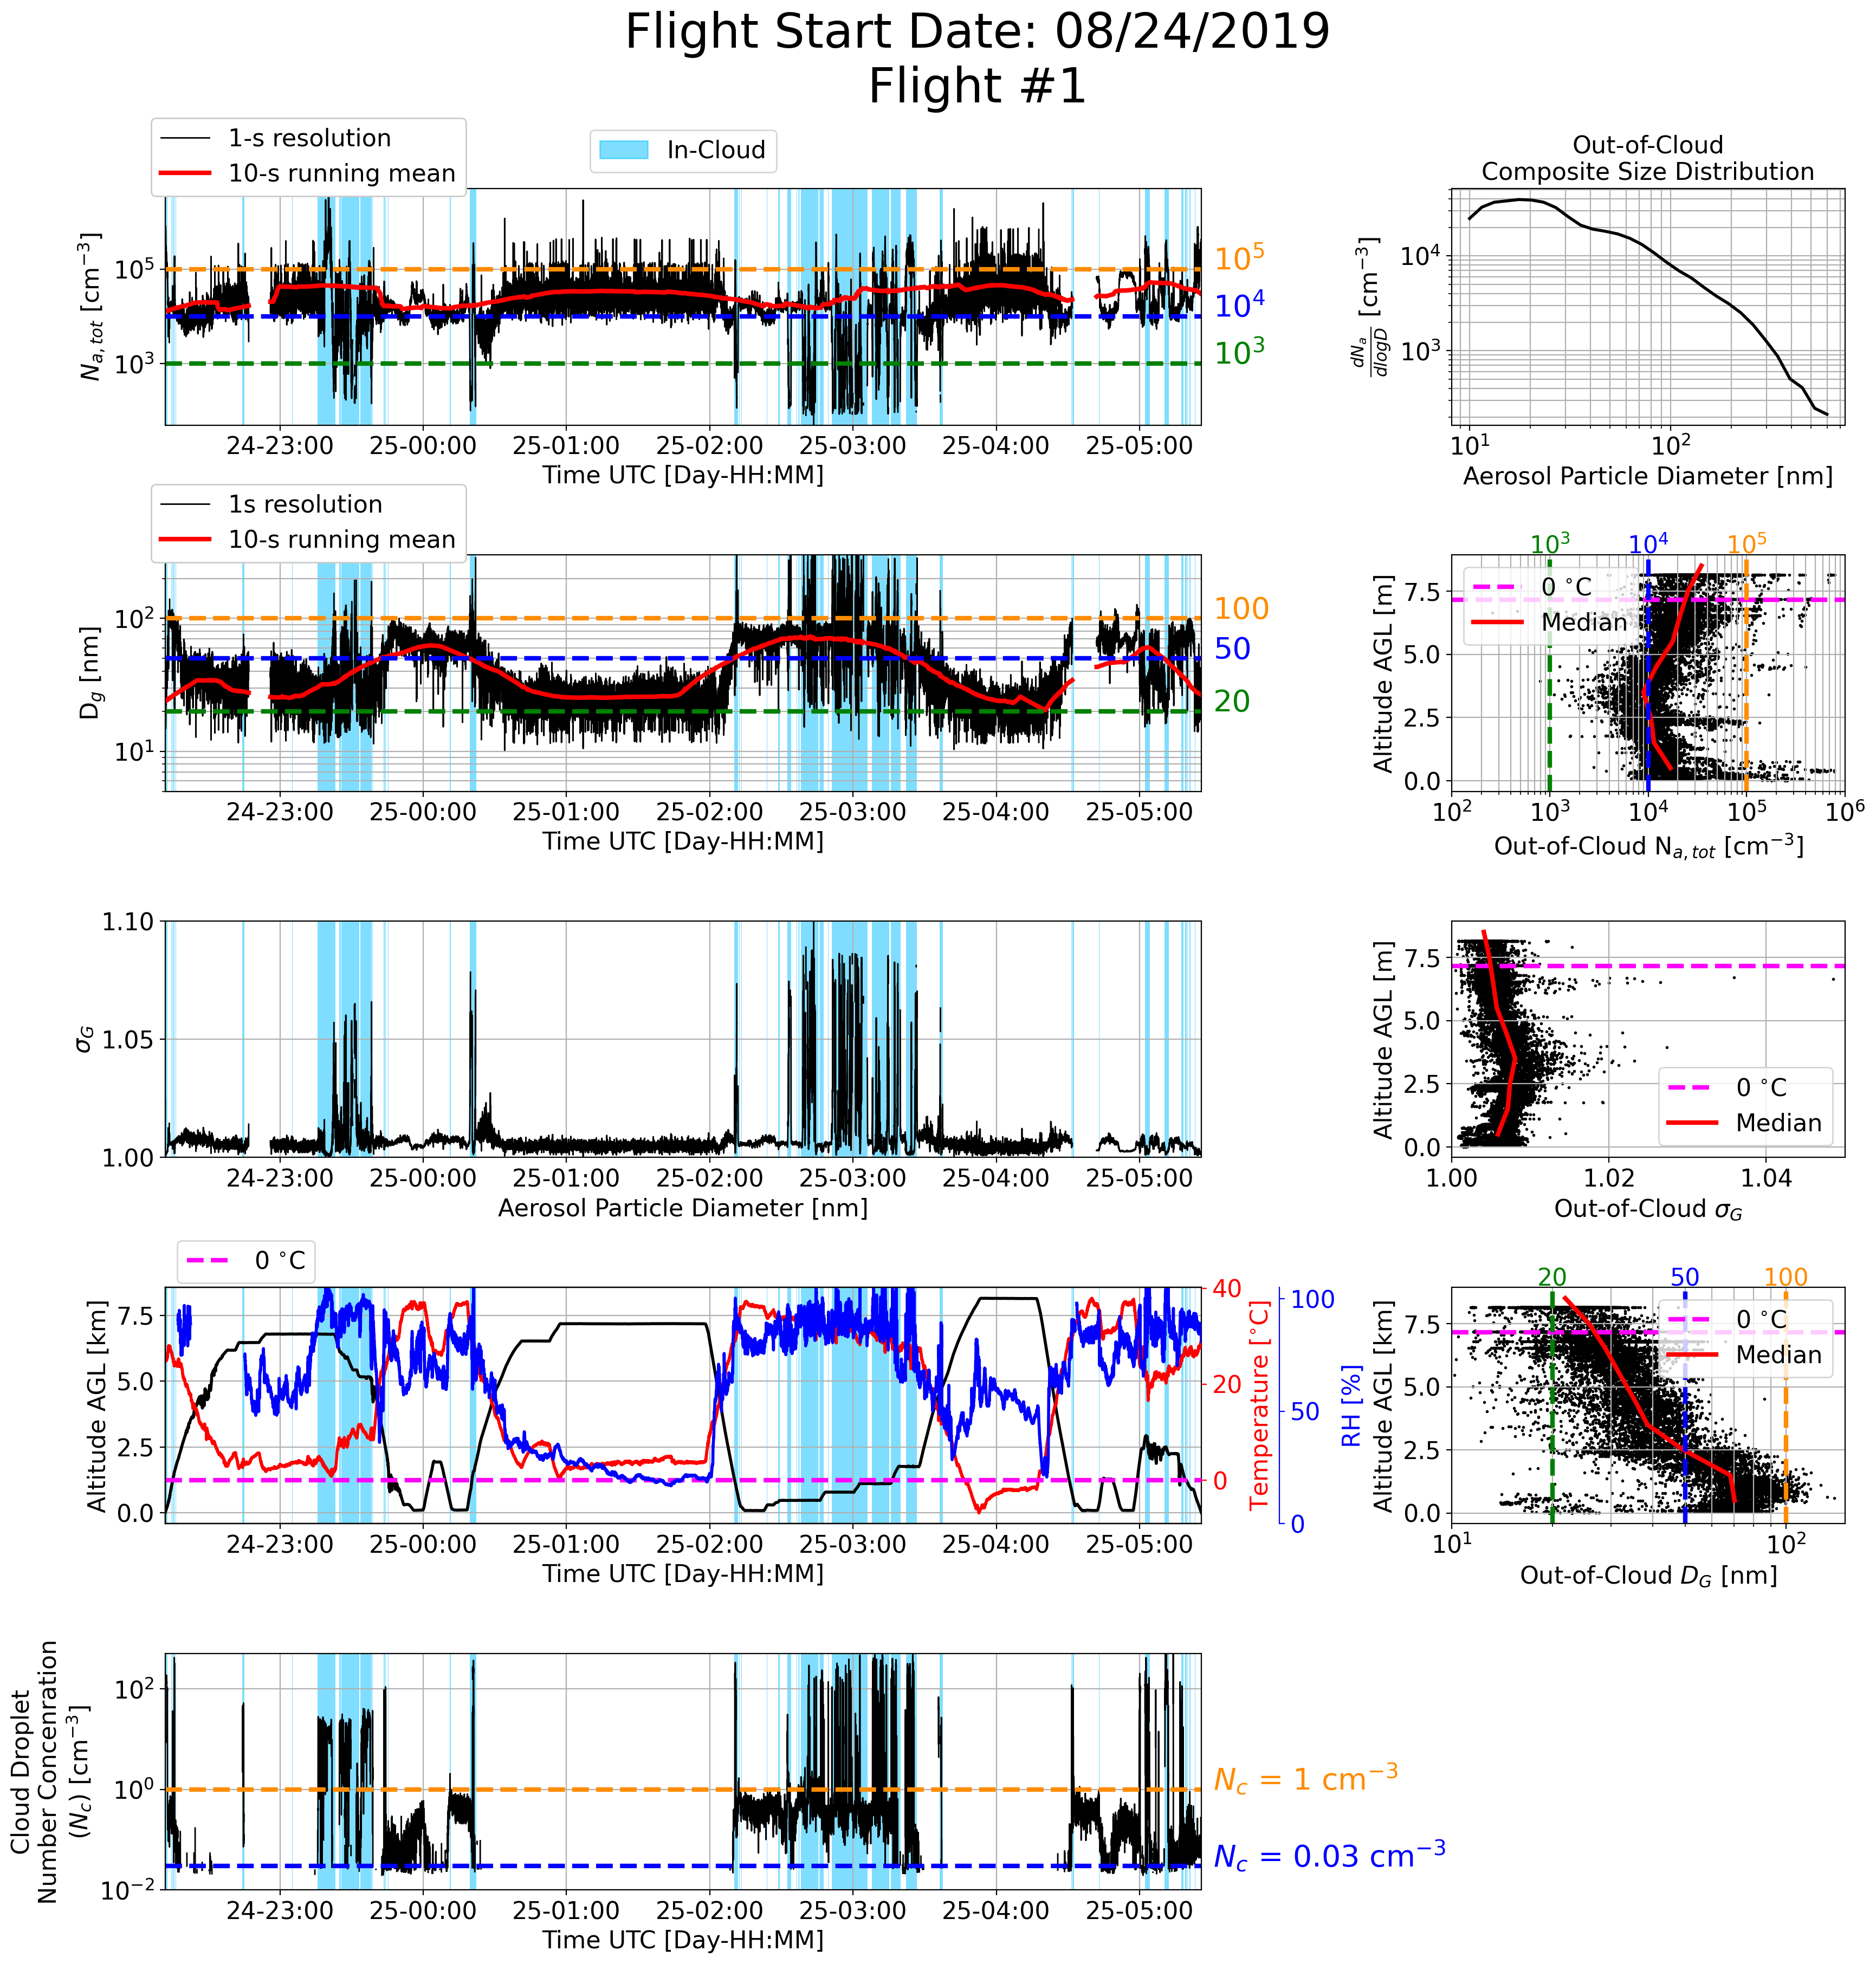 Flight Start Date: 08/24/2019
Flight #1
1-s resolution
10-s running mean
In-Cloud
N_{a,tot} [cm^{-3}]
10^5
10^3
10^5
10^4
10^3
24-23:00 25-00:00 25-01:00 25-02:00 25-03:00 25-04:00 25-05:00
Time UTC [Day-HH:MM]
Out-of-Cloud
Composite Size Distribution
dN_a/dlogD [cm^{-3}]
10^4
10^3
10^1 10^2
Aerosol Particle Diameter [nm]
1s resolution
10-s running mean
D_g [nm]
10^2
10^1
100
50
20
24-23:00 25-00:00 25-01:00 25-02:00 25-03:00 25-04:00 25-05:00
Time UTC [Day-HH:MM]
10^3 10^4 10^5
0 °C
Median
Altitude AGL [m]
7.5
5.0
2.5
0.0
10^2 10^3 10^4 10^5 10^6
Out-of-Cloud N_{a,tot} [cm^{-3}]
σ_G
1.10
1.05
1.00
24-23:00 25-00:00 25-01:00 25-02:00 25-03:00 25-04:00 25-05:00
Aerosol Particle Diameter [nm]
Altitude AGL [m]
7.5
5.0
2.5
0.0
0 °C
Median
1.00 1.02 1.04
Out-of-Cloud σ_G
0 °C
Altitude AGL [km]
7.5
5.0
2.5
0.0
40
20
0
Temperature [°C]
100
50
0
RH [%]
24-23:00 25-00:00 25-01:00 25-02:00 25-03:00 25-04:00 25-05:00
Time UTC [Day-HH:MM]
20 50 100
0 °C
Median
Altitude AGL [km]
7.5
5.0
2.5
0.0
10^1 10^2
Out-of-Cloud D_G [nm]
Cloud Droplet
Number Concenration
(N_c) [cm^{-3}]
10^2
10^0
10^{-2}
N_c = 1 cm^{-3}
N_c = 0.03 cm^{-3}
24-23:00 25-00:00 25-01:00 25-02:00 25-03:00 25-04:00 25-05:00
Time UTC [Day-HH:MM]